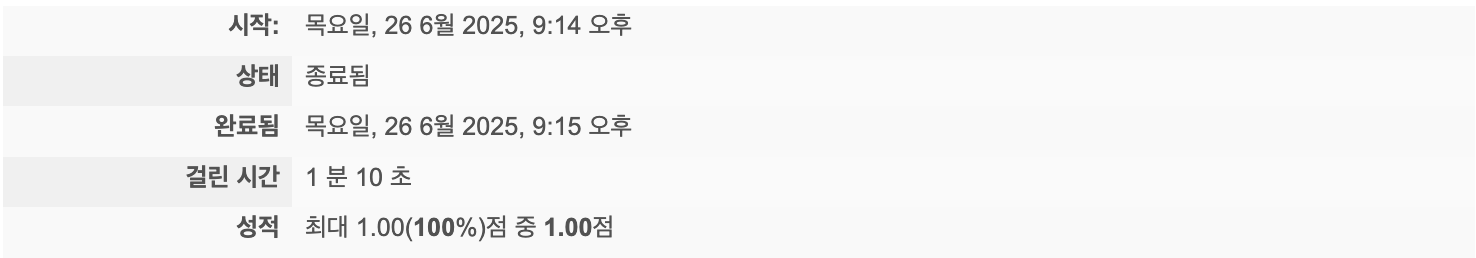 시작: 목요일, 26 6월 2025, 9:14 오후
상태 종료됨
완료됨 목요일, 26 6월 2025, 9:15 오후
걸린 시간 1 분 10 초
성적 최대 1.00(100%)점 중 1.00점